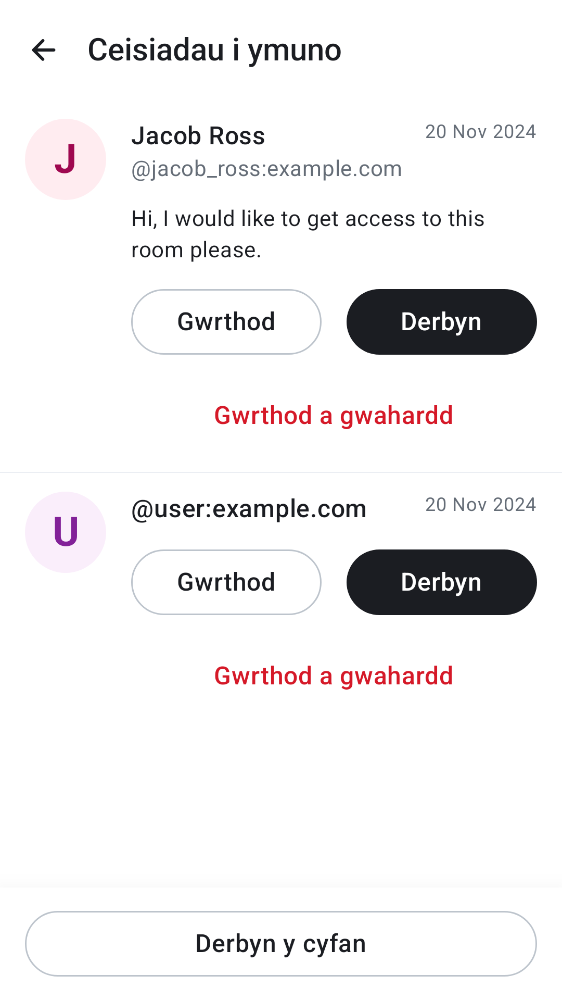 Ceisiadau i ymuno
J
Jacob Ross
20 Nov 2024
@jacob_ross:example.com
Hi, I would like to get access to this
room please.
Gwrthod
Derbyn
Gwrthod a gwahardd
U
@user:example.com
20 Nov 2024
Gwrthod
Derbyn
Gwrthod a gwahardd
Derbyn y cyfan